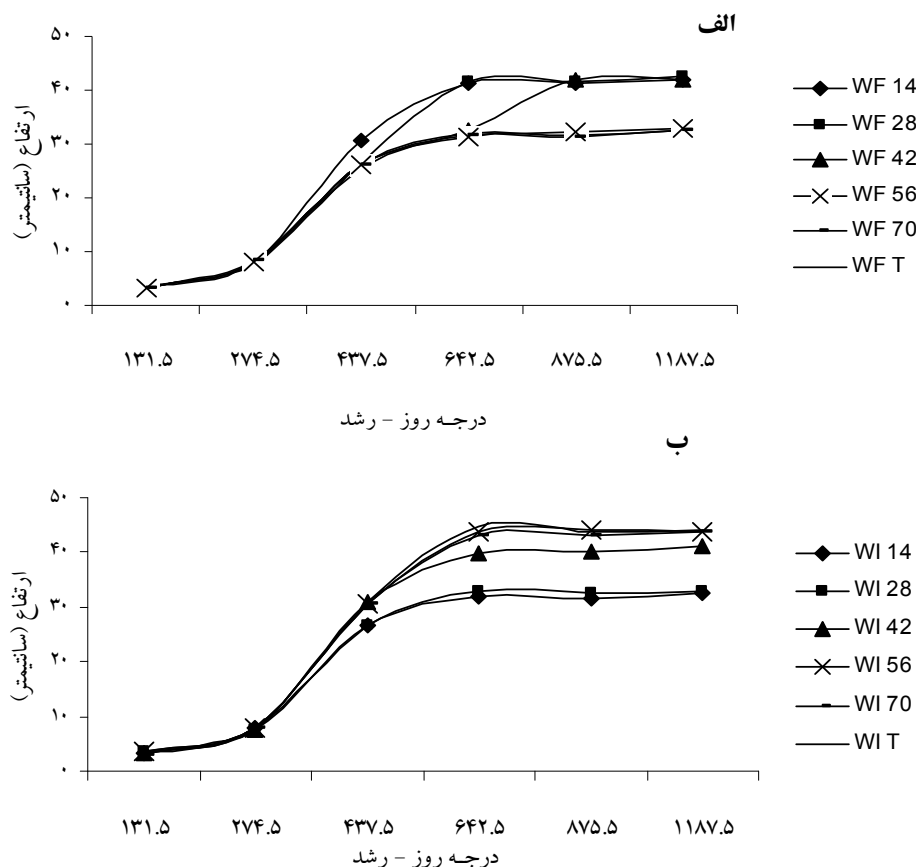 الف
۵۰
۴۰
۳۰
۲۰
۱۰
۰
ارتفاع (سانتیمتر)
۱۳۱.۵ ۲۷۴.۵ ۴۳۷.۵ ۶۴۲.۵ ۸۷۵.۵ ۱۱۸۷.۵
درجه روز – رشد
WF 14
WF 28
WF 42
WF 56
WF 70
WF T
ب
۵۰
۴۰
۳۰
۲۰
۱۰
۰
ارتفاع (سانتیمتر)
۱۳۱.۵ ۲۷۴.۵ ۴۳۷.۵ ۶۴۲.۵ ۸۷۵.۵ ۱۱۸۷.۵
درجه روز – رشد
WI 14
WI 28
WI 42
WI 56
WI 70
WI T